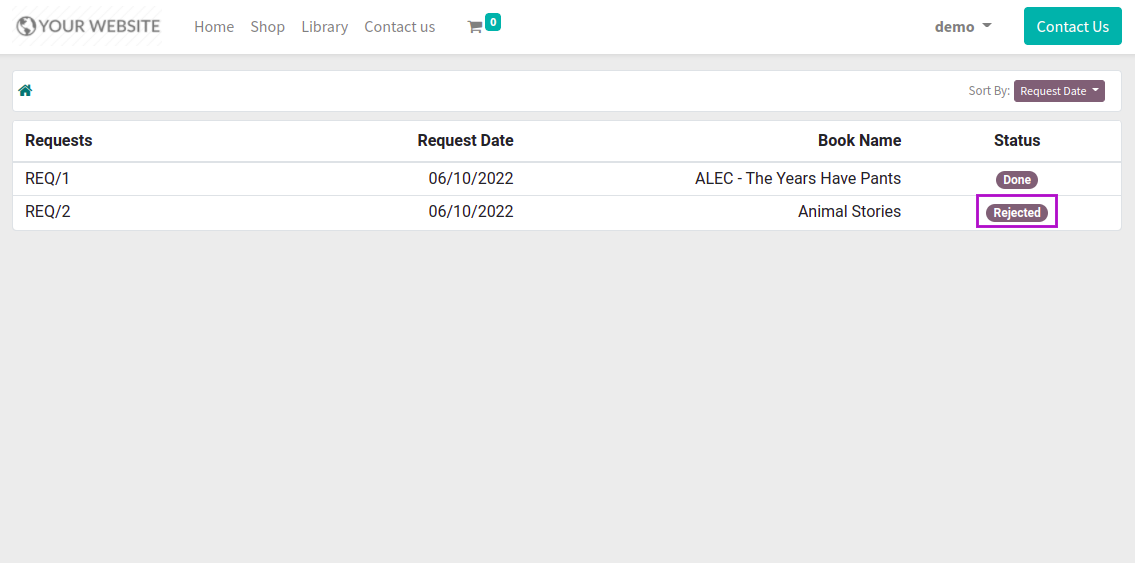 YOUR WEBSITE Home Shop Library Contact us 0 demo Contact Us
Sort By: Request Date
Requests Request Date Book Name Status
REQ/1 06/10/2022 ALEC - The Years Have Pants Done
REQ/2 06/10/2022 Animal Stories Rejected